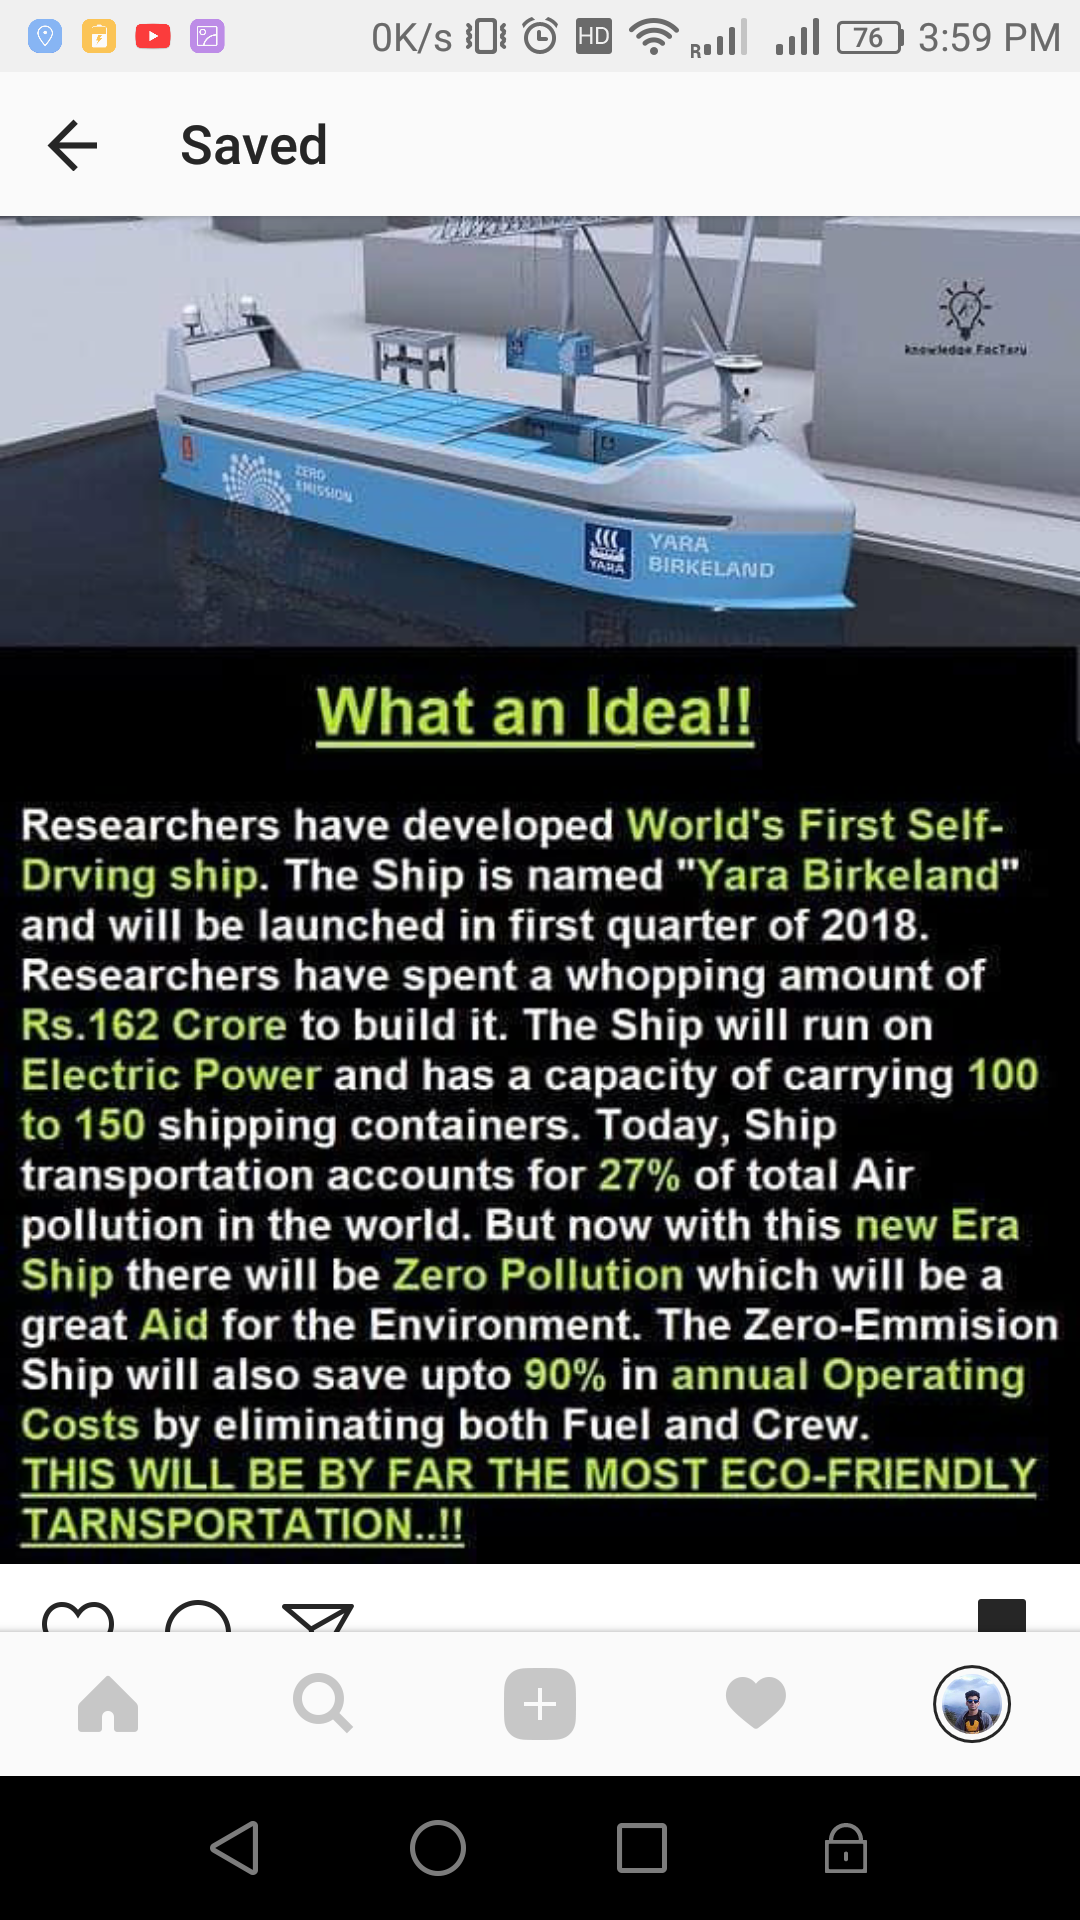 0K/s HD R 76 3:59 PM
Saved
knowledge FacTory
ZERO
EMISSION
YARA
YARA
BIRKELAND
What an Idea!!
Researchers have developed World's First Self-
Drving ship. The Ship is named "Yara Birkeland"
and will be launched in first quarter of 2018.
Researchers have spent a whopping amount of
Rs.162 Crore to build it. The Ship will run on
Electric Power and has a capacity of carrying 100
to 150 shipping containers. Today, Ship
transportation accounts for 27% of total Air
pollution in the world. But now with this new Era
Ship there will be Zero Pollution which will be a
great Aid for the Environment. The Zero-Emmision
Ship will also save upto 90% in annual Operating
Costs by eliminating both Fuel and Crew.
THIS WILL BE BY FAR THE MOST ECO-FRIENDLY
TARNSPORTATION..!!